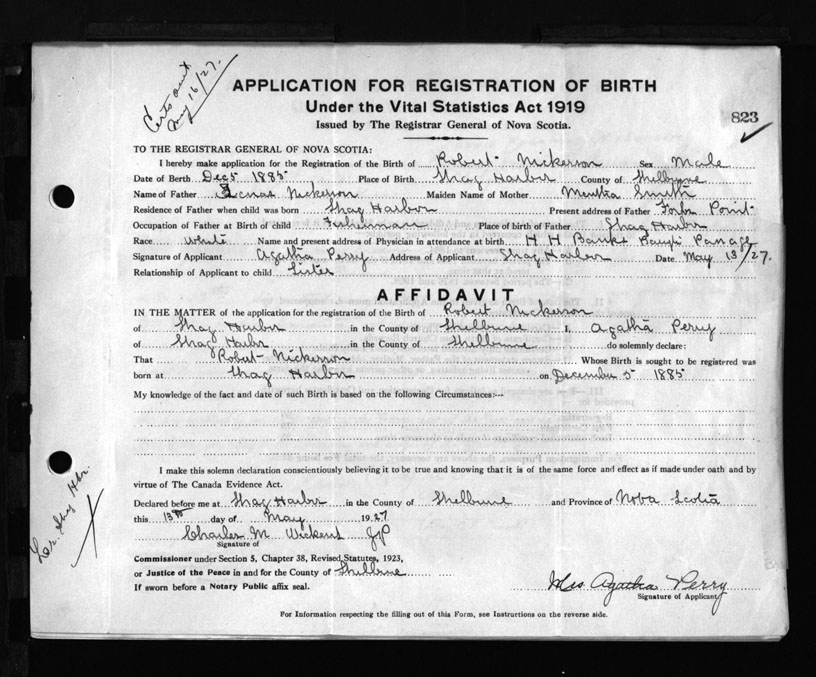 Certs out
May 16/27.
APPLICATION FOR REGISTRATION OF BIRTH
Under the Vital Statistics Act 1919
Issued by The Registrar General of Nova Scotia.
823
TO THE REGISTRAR GENERAL OF NOVA SCOTIA:
I hereby make application for the Registration of the Birth of Robert Nickerson Sex Male
Date of Birth Dec 5 1885 Place of Birth Shag Harbor County of Shelburne
Name of Father Nickerson Maiden Name of Mother Smith
Residence of Father when child was born Shag Harbor Present address of Father Point
Occupation of Father at Birth of child Fisherman Place of birth of Father Shag Harbor
Race white Name and present address of Physician in attendance at birth H H Banks
Signature of Applicant Agatha Perry Address of Applicant Shag Harbor Date May 13/27.
Relationship of Applicant to child Sister
AFFIDAVIT
IN THE MATTER of the application for the registration of the Birth of Robert Nickerson
of Shag Harbor in the County of Shelburne I, Agatha Perry
of Shag Harbr in the County of Shelburne do solemnly declare:
That Robert Nickerson Whose Birth is sought to be registered was
born at Shag Harbor on December 5 1885
My knowledge of the fact and date of such Birth is based on the following Circumstances:---
I make this solemn declaration conscientiously believing it to be true and knowing that it is of the same force and effect as if made under oath and by
virtue of The Canada Evidence Act.
Declared before me at Shag Harbor in the County of Shelburne and Province of Nova Scotia
this 13th day of May 1927
Charles M JP
Signature of
Commissioner under Section 5, Chapter 38, Revised Statutes, 1923,
or Justice of the Peace in and for the County of Shelburne
If sworn before a Notary Public affix seal.
Mrs Agatha Perry
Signature of Applicant
For Information respecting the filling out of this Form, see Instructions on the reverse side.
Shag Hbr.